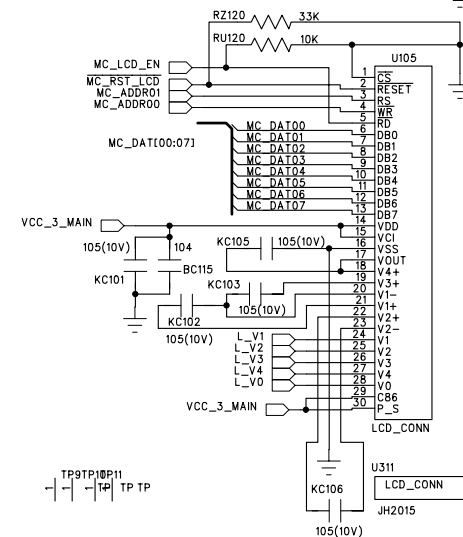 RZ120 33K
RU120 10K
U105
MC_LCD_EN
MC_RST_LCD
MC_ADDR01
MC_ADDR00
1 CS
2 RESET
3 RS
4 WR
5 RD
MC_DAT[00:07]
MC_DAT00 6 DB0
MC_DAT01 7 DB1
MC_DAT02 8 DB2
MC_DAT03 9 DB3
MC_DAT04 10 DB4
MC_DAT05 11 DB5
MC_DAT06 12 DB6
MC_DAT07 13 DB7
VCC_3_MAIN 14 VDD
15 VCI
105(10V) 104 KC105 105(10V) 16 VSS
17 VOUT
18 V4+
KC101 BC115 KC103 19 V3+
20 V1-
105(10V) 21 V1+
KC102 22 V2+
105(10V) 23 V2-
L_V1 24 V1
L_V2 25 V2
L_V3 26 V3
L_V4 27 V4
L_V0 28 V0
29 C86
VCC_3_MAIN 30 P_S
LCD_CONN
KC106
105(10V)
U311
LCD_CONN
JH2015
TP9 TP10 TP11
TP TP TP